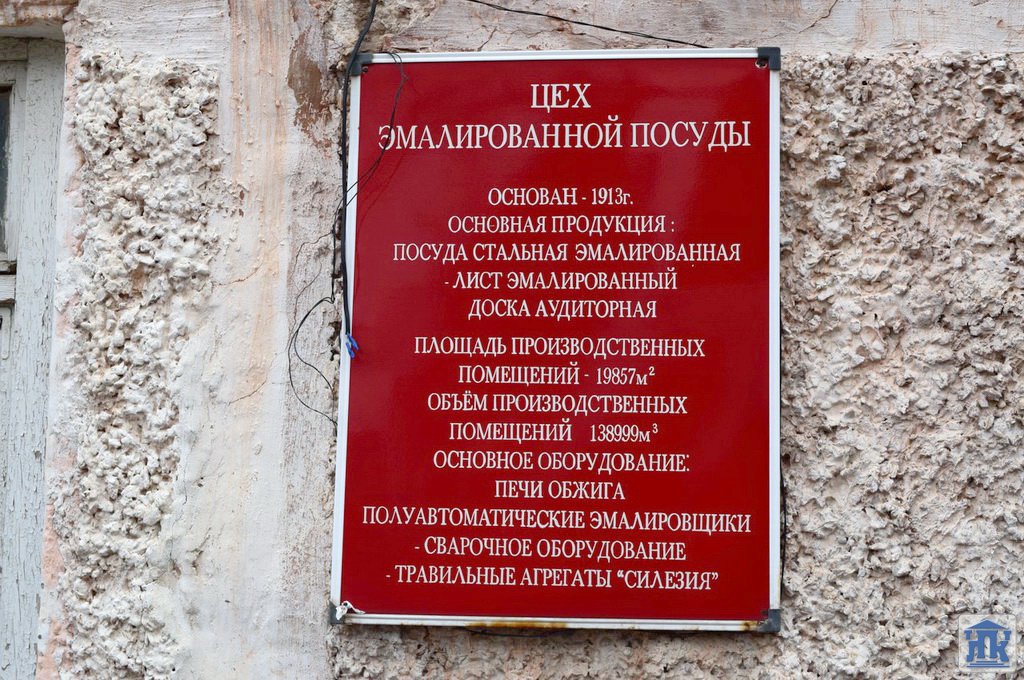 ЦЕХ
ЭМАЛИРОВАННОЙ ПОСУДЫ
ОСНОВАН - 1913г.
ОСНОВНАЯ ПРОДУКЦИЯ :
ПОСУДА СТАЛЬНАЯ ЭМАЛИРОВАННАЯ
- ЛИСТ ЭМАЛИРОВАННЫЙ
ДОСКА АУДИТОРНАЯ
ПЛОЩАДЬ ПРОИЗВОДСТВЕННЫХ
ПОМЕЩЕНИЙ - 19857м²
ОБЪЁМ ПРОИЗВОДСТВЕННЫХ
ПОМЕЩЕНИЙ 138999м³
ОСНОВНОЕ ОБОРУДОВАНИЕ:
ПЕЧИ ОБЖИГА
ПОЛУАВТОМАТИЧЕСКИЕ ЭМАЛИРОВЩИКИ
- СВАРОЧНОЕ ОБОРУДОВАНИЕ
- ТРАВИЛЬНЫЕ АГРЕГАТЫ “СИЛЕЗИЯ”
ПК